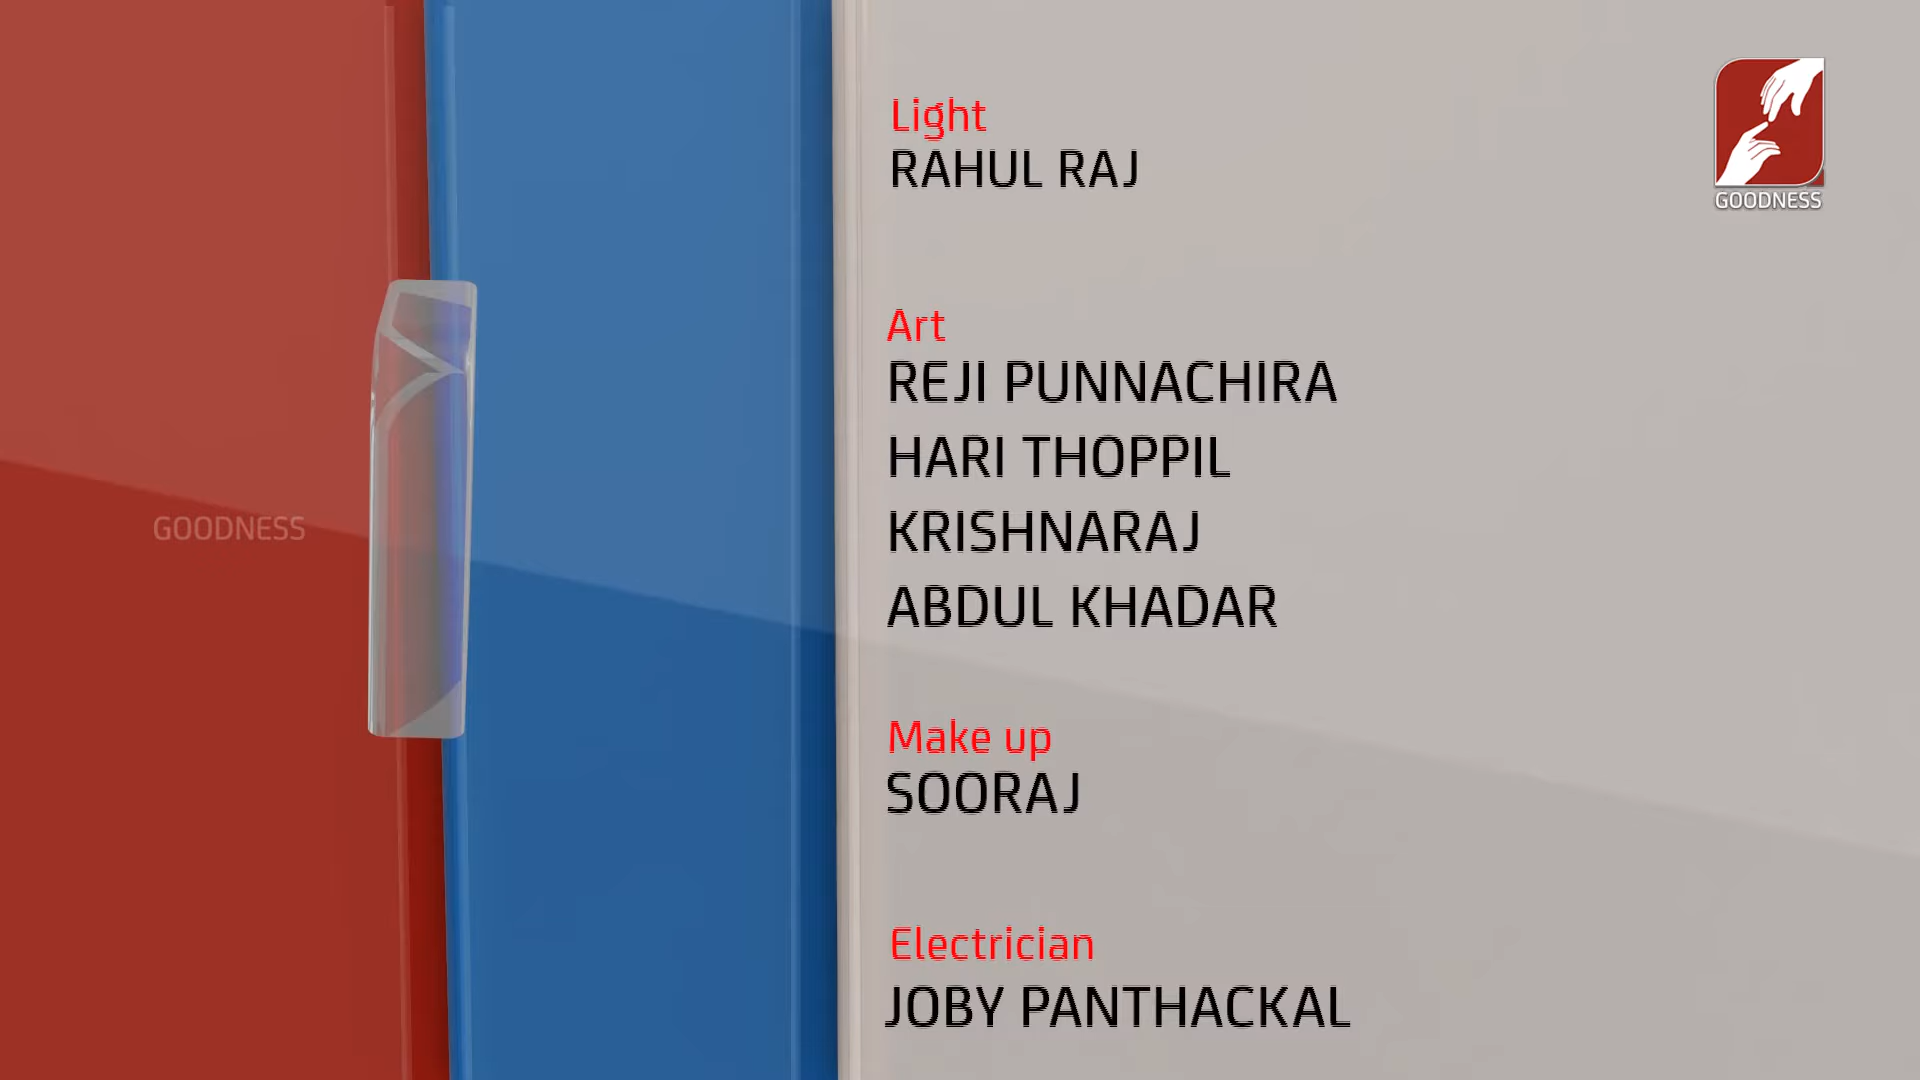 Light
RAHUL RAJ
GOODNESS
Art
REJI PUNNACHIRA
HARI THOPPIL
KRISHNARAJ
ABDUL KHADAR
GOODNESS
Make up
SOORAJ
Electrician
JOBY PANTHACKAL